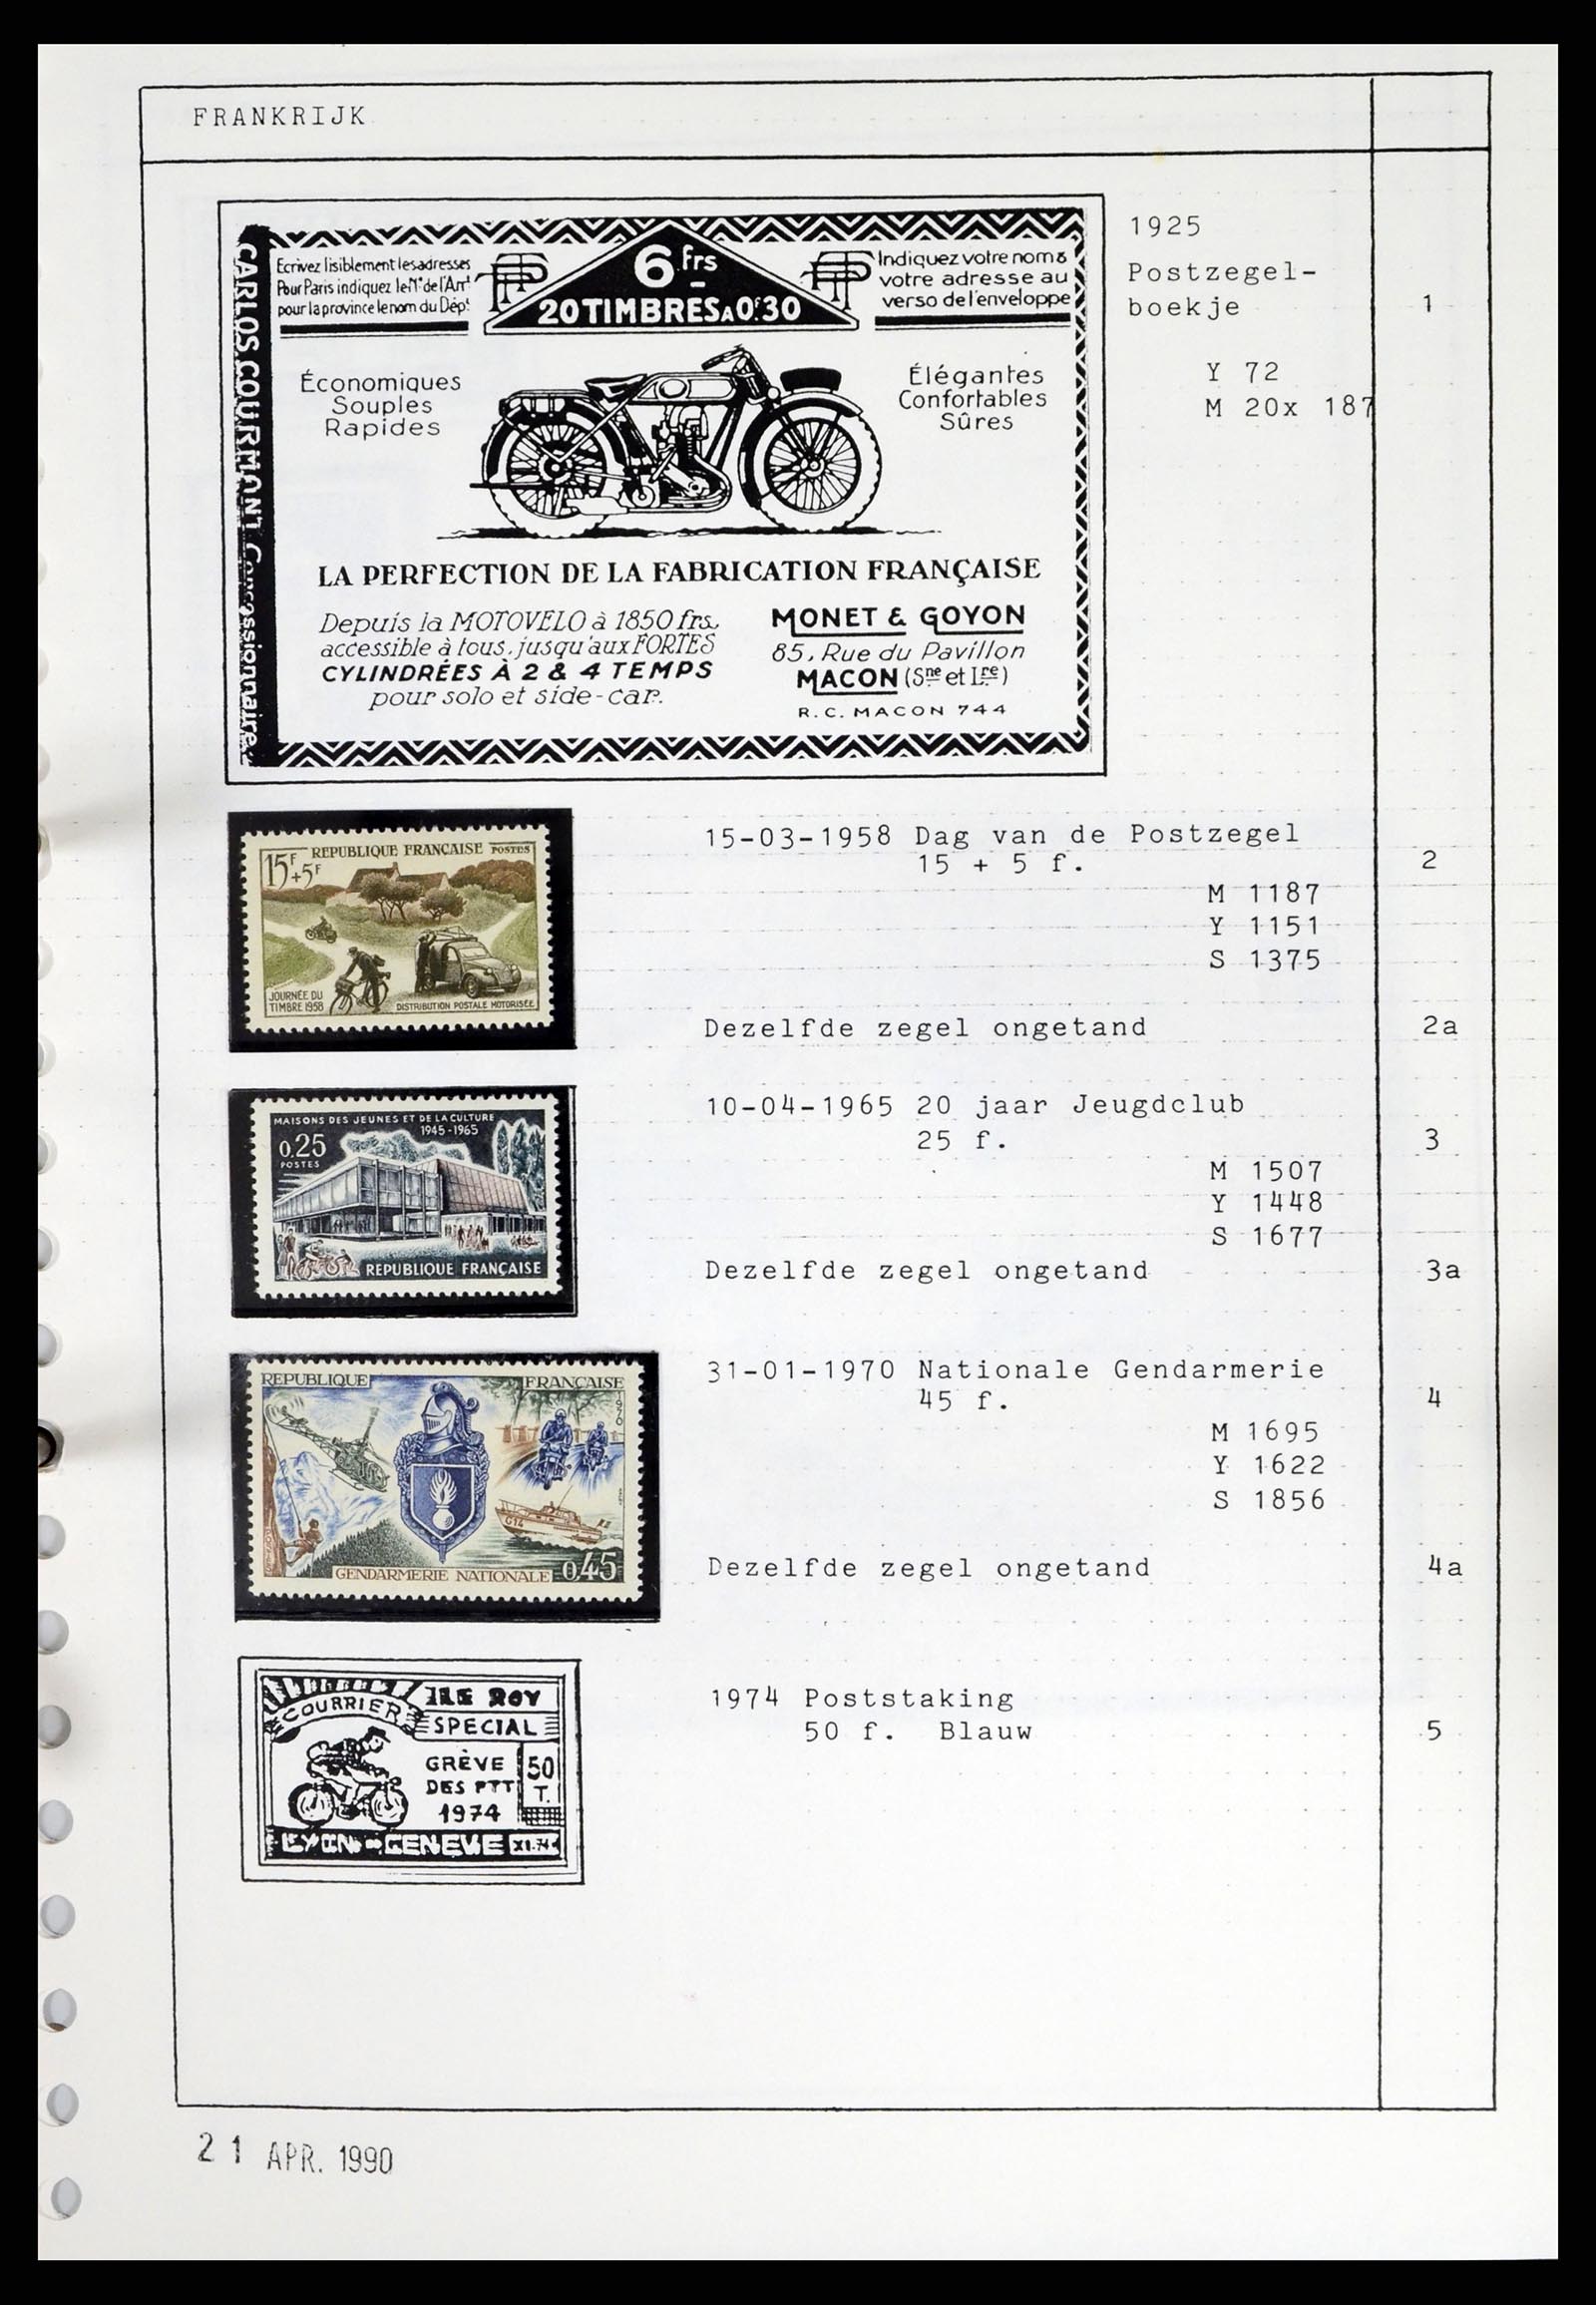 FRANKRIJK
CARLOS COURMONT Concessionnaire
Ecrivez lisiblement les adresses
Pour Paris indiquez le Nº de l'Arrt
pour la province le nom du Dépt
6 frs
20 TIMBRES A 0F.30
Indiquez votre nom &
votre adresse au
verso de l'enveloppe
Économiques
Souples
Rapides
Élégantes
Confortables
Sûres
LA PERFECTION DE LA FABRICATION FRANÇAISE
Depuis la MOTOVELO à 1850 frs,
accessible à tous, jusqu'aux FORTES
CYLINDRÉES À 2 & 4 TEMPS
pour solo et side-car.
MONET & GOYON
85, Rue du Pavillon
MACON (Sne et Lre)
R.C. MACON 744
1925
Postzegel-
boekje 1
Y 72
M 20x 187
15F+5F REPUBLIQUE FRANÇAISE POSTES
JOURNÉE DU
TIMBRE 1958 DISTRIBUTION POSTALE MOTORISÉE
15-03-1958 Dag van de Postzegel
15 + 5 f. 2
M 1187
Y 1151
S 1375
Dezelfde zegel ongetand 2a
MAISONS DES JEUNES ET DE LA CULTURE
1945-1965
0,25
POSTES
REPUBLIQUE FRANÇAISE
10-04-1965 20 jaar Jeugdclub
25 f. 3
M 1507
Y 1448
S 1677
Dezelfde zegel ongetand 3a
REPUBLIQUE FRANÇAISE
1970
G14
GENDARMERIE NATIONALE 0,45
31-01-1970 Nationale Gendarmerie
45 f. 4
M 1695
Y 1622
S 1856
Dezelfde zegel ongetand 4a
COURRIER
SPECIAL
GRÈVE
DES PTT
1974
50
T.
LYON-GENEVE
1974 Poststaking
50 f. Blauw 5
21 APR. 1990